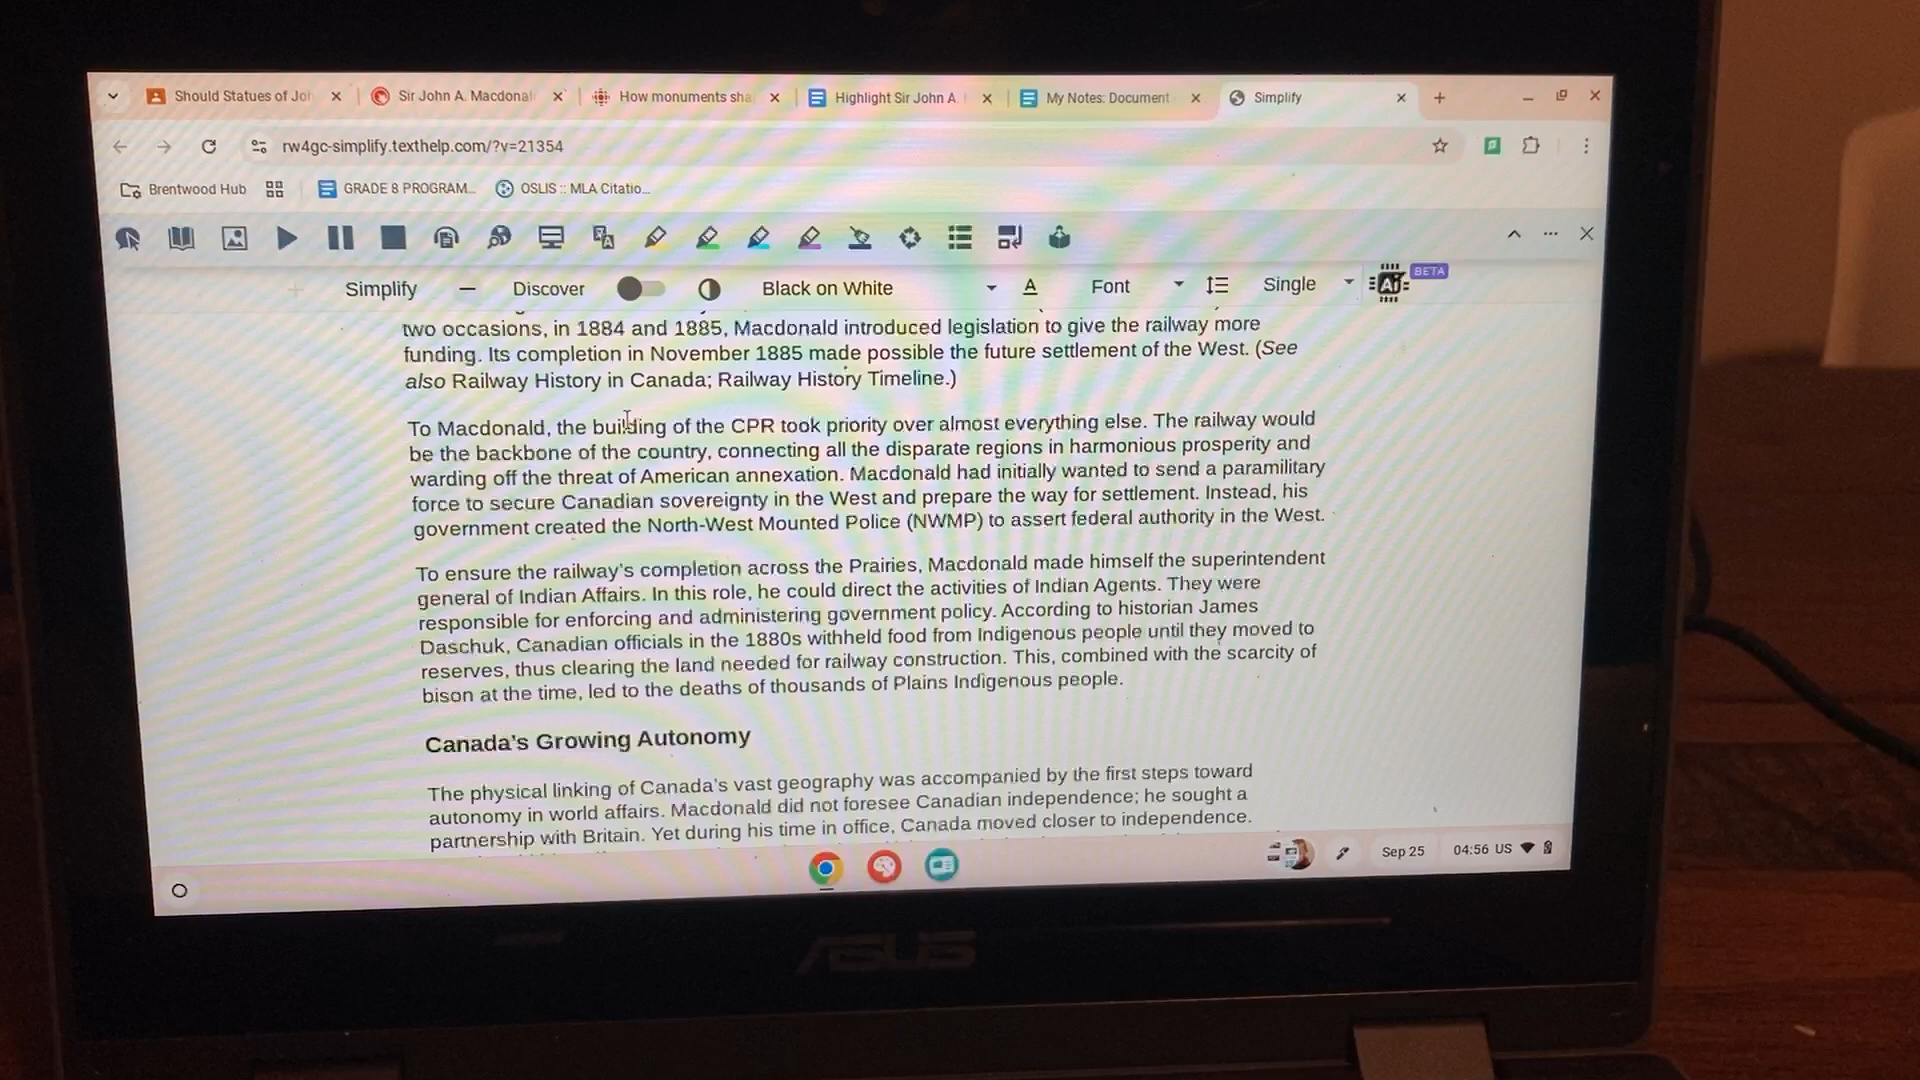 Should Statues of Joh
Sir John A. Macdonal
How monuments sha
Highlight Sir John A.
My Notes: Document
Simplify
rw4gc-simplify.texthelp.com/?v=21354
Brentwood Hub
GRADE 8 PROGRAM...
OSLIS :: MLA Citatio...
Simplify
Discover
Black on White
A
Font
Single
Ai
BETA
two occasions, in 1884 and 1885, Macdonald introduced legislation to give the railway more
funding. Its completion in November 1885 made possible the future settlement of the West. (See
also Railway History in Canada; Railway History Timeline.)
To Macdonald, the building of the CPR took priority over almost everything else. The railway would
be the backbone of the country, connecting all the disparate regions in harmonious prosperity and
warding off the threat of American annexation. Macdonald had initially wanted to send a paramilitary
force to secure Canadian sovereignty in the West and prepare the way for settlement. Instead, his
government created the North-West Mounted Police (NWMP) to assert federal authority in the West.
To ensure the railway's completion across the Prairies, Macdonald made himself the superintendent
general of Indian Affairs. In this role, he could direct the activities of Indian Agents. They were
responsible for enforcing and administering government policy. According to historian James
Daschuk, Canadian officials in the 1880s withheld food from Indigenous people until they moved to
reserves, thus clearing the land needed for railway construction. This, combined with the scarcity of
bison at the time, led to the deaths of thousands of Plains Indigenous people.
Canada's Growing Autonomy
The physical linking of Canada's vast geography was accompanied by the first steps toward
autonomy in world affairs. Macdonald did not foresee Canadian independence; he sought a
partnership with Britain. Yet during his time in office, Canada moved closer to independence.
Sep 25
04:56 US
ASUS